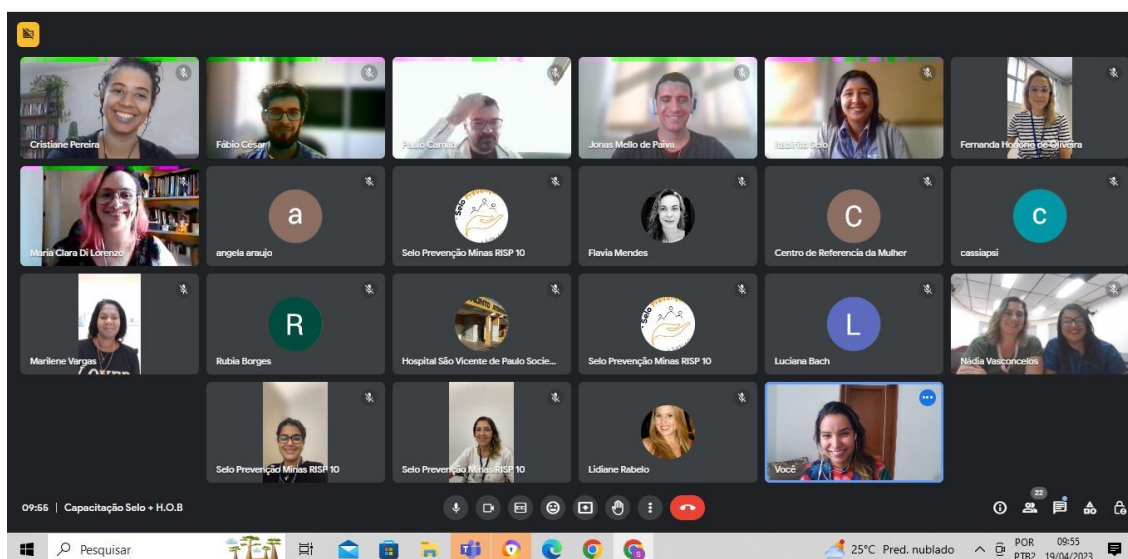 Cristiane Pereira
Fábio César
Paulo Camilo
Jonas Mello de Paiva
Itabirito Selo
Fernanda Honório de Oliveira
Maria Clara Di Lorenzo
a
angela araujo
Selo Prevenção Minas RISP 10
Flavia Mendes
C
Centro de Referencia da Mulher
c
cassiapsi
Marilene Vargas
R
Rubia Borges
Hospital São Vicente de Paulo Socie...
Selo Prevenção Minas RISP 10
L
Luciana Bach
Nádia Vasconcelos
Selo Prevenção Minas RISP 10
Selo Prevenção Minas RISP 10
Lidiane Rabelo
Você
09:55 | Capacitação Selo + H.O.B
22
Pesquisar
25°C Pred. nublado
POR
PTB2
09:55
19/04/2023